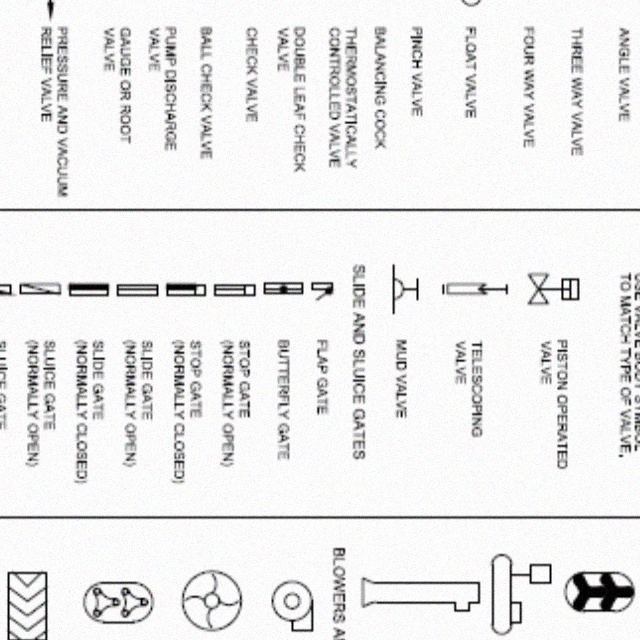 ANGLE VALVE
THREE WAY VALVE
FOUR WAY VALVE
FLOAT VALVE
PINCH VALVE
BALANCING COCK
THERMOSTATICALLY
CONTROLLED VALVE
DOUBLE LEAF CHECK
VALVE
CHECK VALVE
BALL CHECK VALVE
PUMP DISCHARGE
VALVE
GAUGE OR ROOT
VALVE
PRESSURE AND VACUUM
RELIEF VALVE
TO MATCH TYPE OF VALVE,
PISTON OPERATED
VALVE
TELESCOPING
VALVE
MUD VALVE
SLIDE AND SLUICE GATES
FLAP GATE
BUTTERFLY GATE
STOP GATE
(NORMALLY OPEN)
STOP GATE
(NORMALLY CLOSED)
SLIDE GATE
(NORMALLY OPEN)
SLIDE GATE
(NORMALLY CLOSED)
SLUICE GATE
(NORMALLY OPEN)
SLUICE GATE
BLOWERS